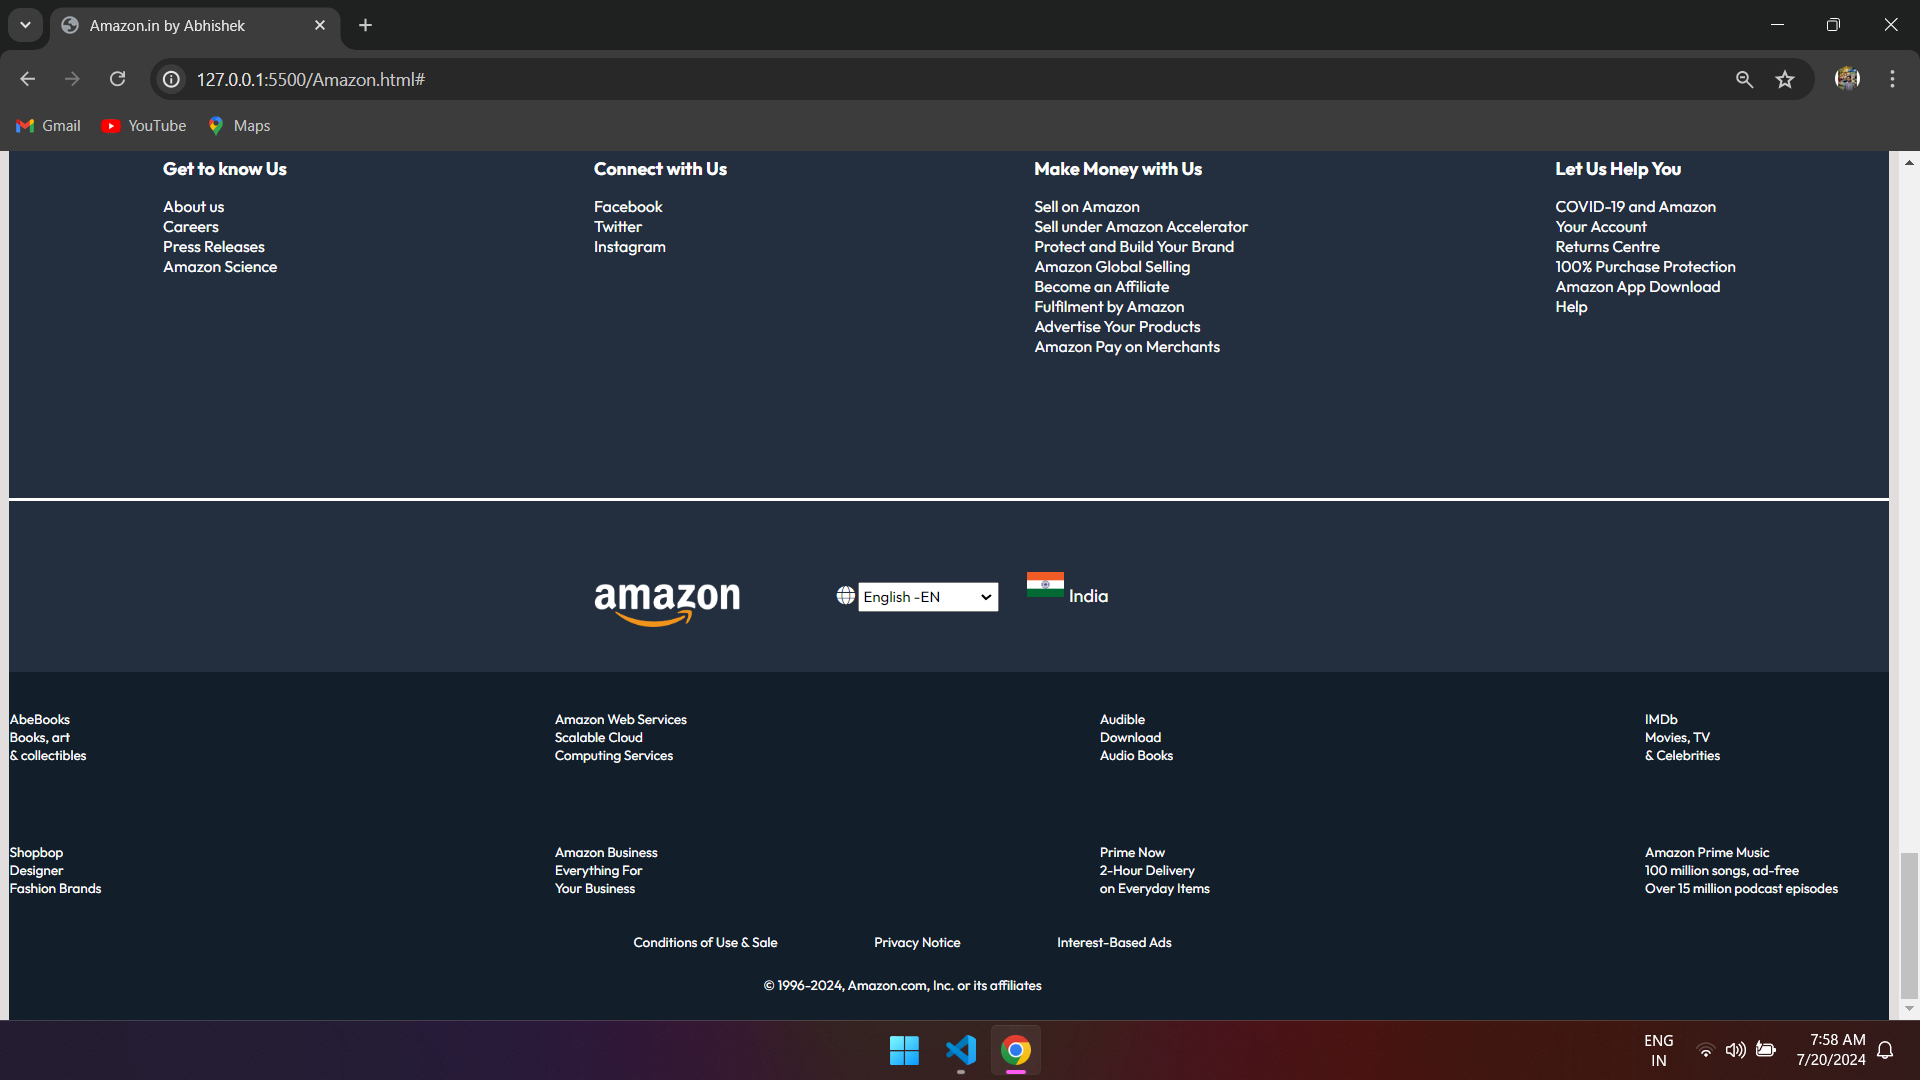 Amazon.in by Abhishek
127.0.0.1:5500/Amazon.html#
Gmail
YouTube
Maps
Get to know Us
About us
Careers
Press Releases
Amazon Science
Connect with Us
Facebook
Twitter
Instagram
Make Money with Us
Sell on Amazon
Sell under Amazon Accelerator
Protect and Build Your Brand
Amazon Global Selling
Become an Affiliate
Fulfilment by Amazon
Advertise Your Products
Amazon Pay on Merchants
Let Us Help You
COVID-19 and Amazon
Your Account
Returns Centre
100% Purchase Protection
Amazon App Download
Help
amazon
English -EN
India
AbeBooks
Books, art
& collectibles
Amazon Web Services
Scalable Cloud
Computing Services
Audible
Download
Audio Books
IMDb
Movies, TV
& Celebrities
Shopbop
Designer
Fashion Brands
Amazon Business
Everything For
Your Business
Prime Now
2-Hour Delivery
on Everyday Items
Amazon Prime Music
100 million songs, ad-free
Over 15 million podcast episodes
Conditions of Use & Sale
Privacy Notice
Interest-Based Ads
© 1996-2024, Amazon.com, Inc. or its affiliates
ENG
IN
7:58 AM
7/20/2024